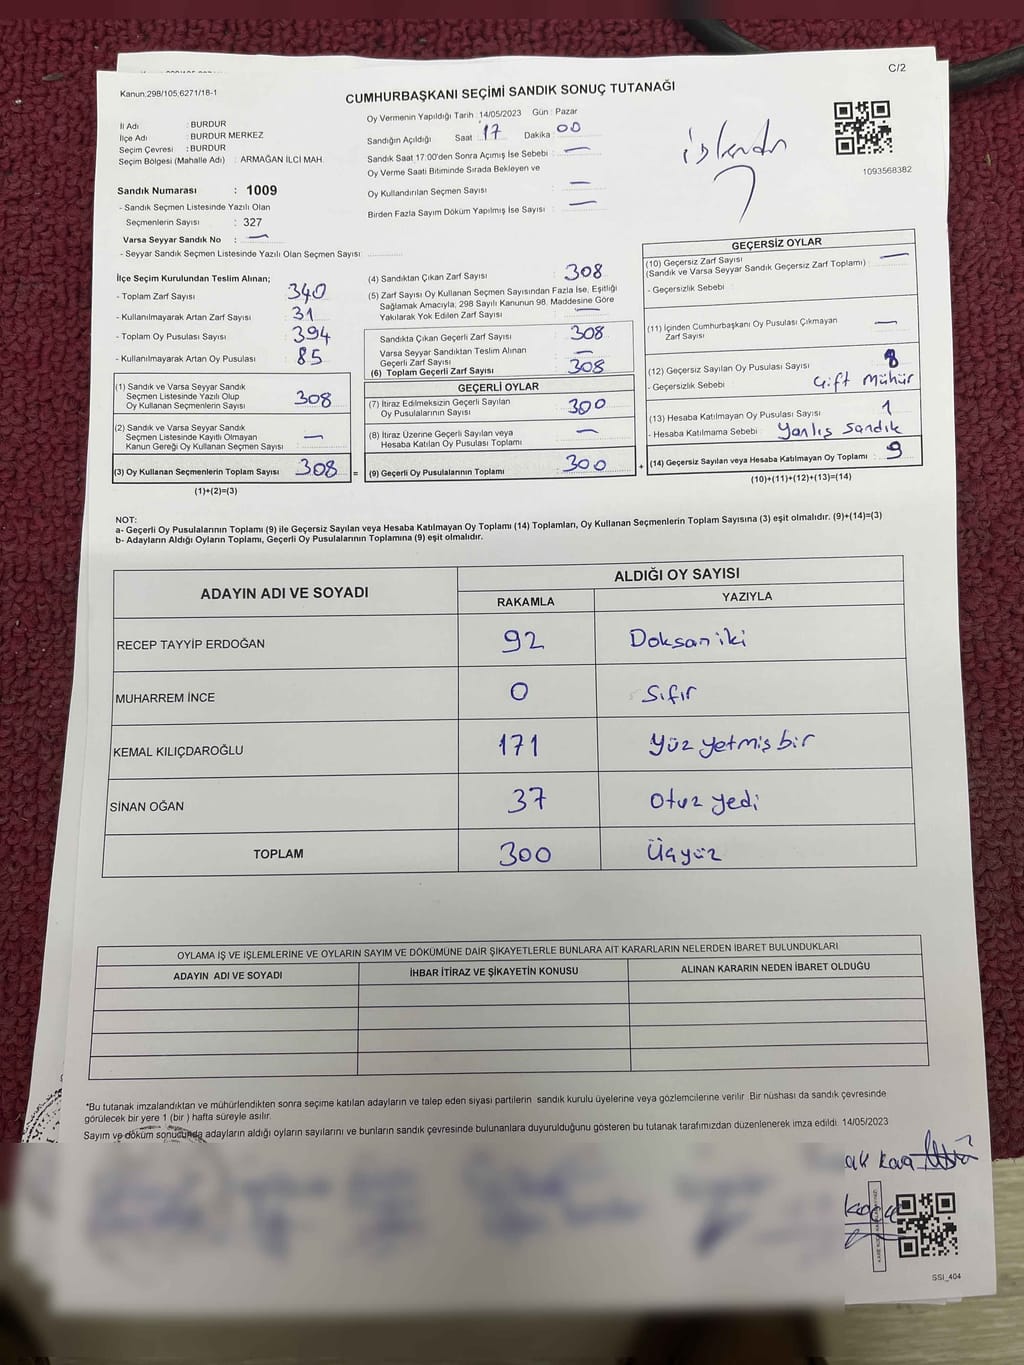 C/2
Kanun:298/105,6271/18-1
CUMHURBAŞKANI SEÇİMİ SANDIK SONUÇ TUTANAĞI
İl Adı : BURDUR
İlçe Adı : BURDUR MERKEZ
Seçim Çevresi : BURDUR
Seçim Bölgesi (Mahalle Adı) : ARMAĞAN İLCİ MAH.
Sandık Numarası : 1009
- Sandık Seçmen Listesinde Yazılı Olan
Seçmenlerin Sayısı : 327
Varsa Seyyar Sandık No : —
- Seyyar Sandık Seçmen Listesinde Yazılı Olan Seçmen Sayısı
Oy Vermenin Yapıldığı Tarih : 14/05/2023 Gün : Pazar
Sandığın Açıldığı Saat 17 Dakika 00
Sandık Saat 17:00'den Sonra Açımış İse Sebebi : —
Oy Verme Saati Bitiminde Sırada Bekleyen ve
Oy Kullandırılan Seçmen Sayısı : —
Birden Fazla Sayım Döküm Yapılmış İse Sayısı : —
işlendi
1093568382
İlçe Seçim Kurulundan Teslim Alınan;
- Toplam Zarf Sayısı : 340
- Kullanılmayarak Artan Zarf Sayısı : 31
- Toplam Oy Pusulası Sayısı : 394
- Kullanılmayarak Artan Oy Pusulası : 85
(1) Sandık ve Varsa Seyyar Sandık
Seçmen Listesinde Yazılı Olup
Oy Kullanan Seçmenlerin Sayısı : 308
(2) Sandık ve Varsa Seyyar Sandık
Seçmen Listesinde Kayıtlı Olmayan
Kanun Gereği Oy Kullanan Seçmen Sayısı : —
(3) Oy Kullanan Seçmenlerin Toplam Sayısı : 308 =
(1)+(2)=(3)
(4) Sandıktan Çıkan Zarf Sayısı : 308
(5) Zarf Sayısı Oy Kullanan Seçmen Sayısından Fazla İse, Eşitliği
Sağlamak Amacıyla, 298 Sayılı Kanunun 98. Maddesine Göre
Yakılarak Yok Edilen Zarf Sayısı : —
Sandıkta Çıkan Geçerli Zarf Sayısı : 308
Varsa Seyyar Sandıktan Teslim Alınan
Geçerli Zarf Sayısı : —
(6) Toplam Geçerli Zarf Sayısı : 308
GEÇERLİ OYLAR
(7) İtiraz Edilmeksizin Geçerli Sayılan
Oy Pusulalarının Sayısı : 300
(8) İtiraz Üzerine Geçerli Sayılan veya
Hesaba Katılan Oy Pusulası Toplamı : —
(9) Geçerli Oy Pusulalarının Toplamı : 300 +
GEÇERSİZ OYLAR
(10) Geçersiz Zarf Sayısı
(Sandık ve Varsa Seyyar Sandık Geçersiz Zarf Toplamı) : —
- Geçersizlik Sebebi :
(11) İçinden Cumhurbaşkanı Oy Pusulası Çıkmayan
Zarf Sayısı : —
(12) Geçersiz Sayılan Oy Pusulası Sayısı : 8
- Geçersizlik Sebebi : Çift Mühür
(13) Hesaba Katılmayan Oy Pusulası Sayısı : 1
- Hesaba Katılmama Sebebi : Yanlış Sandık
(14) Geçersiz Sayılan veya Hesaba Katılmayan Oy Toplamı : 9
(10)+(11)+(12)+(13)=(14)
NOT:
a- Geçerli Oy Pusulalarının Toplamı (9) ile Geçersiz Sayılan veya Hesaba Katılmayan Oy Toplamı (14) Toplamları, Oy Kullanan Seçmenlerin Toplam Sayısına (3) eşit olmalıdır. (9)+(14)=(3)
b- Adayların Aldığı Oyların Toplamı, Geçerli Oy Pusulalarının Toplamına (9) eşit olmalıdır.
ADAYIN ADI VE SOYADI ALDIĞI OY SAYISI
RAKAMLA YAZIYLA
RECEP TAYYİP ERDOĞAN 92 Doksan iki
MUHARREM İNCE 0 Sıfır
KEMAL KILIÇDAROĞLU 171 Yüz yetmiş bir
SİNAN OĞAN 37 Otuz yedi
TOPLAM 300 Üçyüz
OYLAMA İŞ VE İŞLEMLERİNE VE OYLARIN SAYIM VE DÖKÜMÜNE DAİR ŞİKAYETLERLE BUNLARA AİT KARARLARIN NELERDEN İBARET BULUNDUKLARI
ADAYIN ADI VE SOYADI İHBAR İTİRAZ VE ŞİKAYETİN KONUSU ALINAN KARARIN NEDEN İBARET OLDUĞU
*Bu tutanak imzalandıktan ve mühürlendikten sonra seçime katılan adayların ve talep eden siyasi partilerin sandık kurulu üyelerine veya gözlemcilerine verilir. Bir nüshası da sandık çevresinde
görülecek bir yere 1 (bir ) hafta süreyle asılır.
Sayım ve döküm sonucunda adayların aldığı oyların sayılarını ve bunların sandık çevresinde bulunanlara duyurulduğunu gösteren bu tutanak tarafımızdan düzenlenerek imza edildi. 14/05/2023
SSI_404